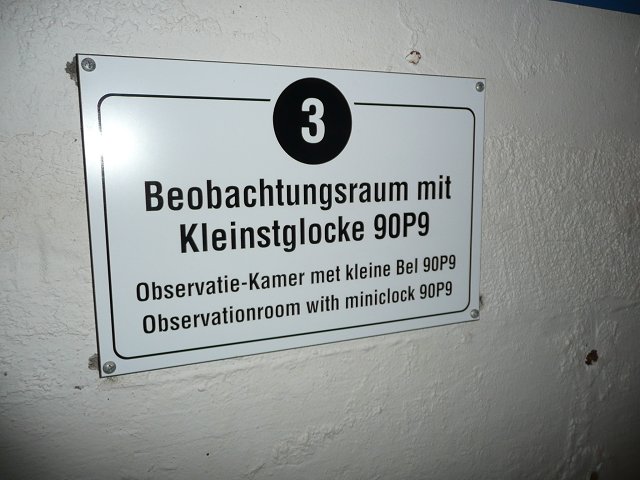 3
Beobachtungsraum mit
Kleinstglocke 90P9
Observatie-Kamer met kleine Bel 90P9
Observationroom with miniclock 90P9